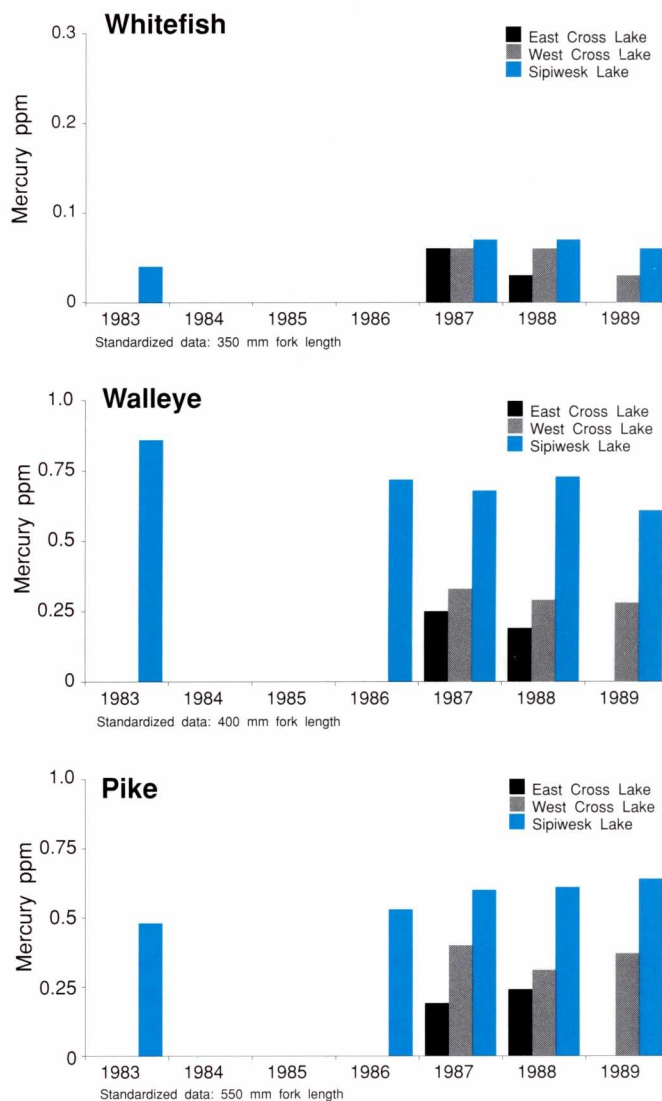 Whitefish
East Cross Lake
West Cross Lake
Sipiwesk Lake
Mercury ppm
0.3
0.2
0.1
0
1983 1984 1985 1986 1987 1988 1989
Standardized data: 350 mm fork length
Walleye
East Cross Lake
West Cross Lake
Sipiwesk Lake
Mercury ppm
1.0
0.75
0.5
0.25
0
1983 1984 1985 1986 1987 1988 1989
Standardized data: 400 mm fork length
Pike
East Cross Lake
West Cross Lake
Sipiwesk Lake
Mercury ppm
1.0
0.75
0.5
0.25
0
1983 1984 1985 1986 1987 1988 1989
Standardized data: 550 mm fork length